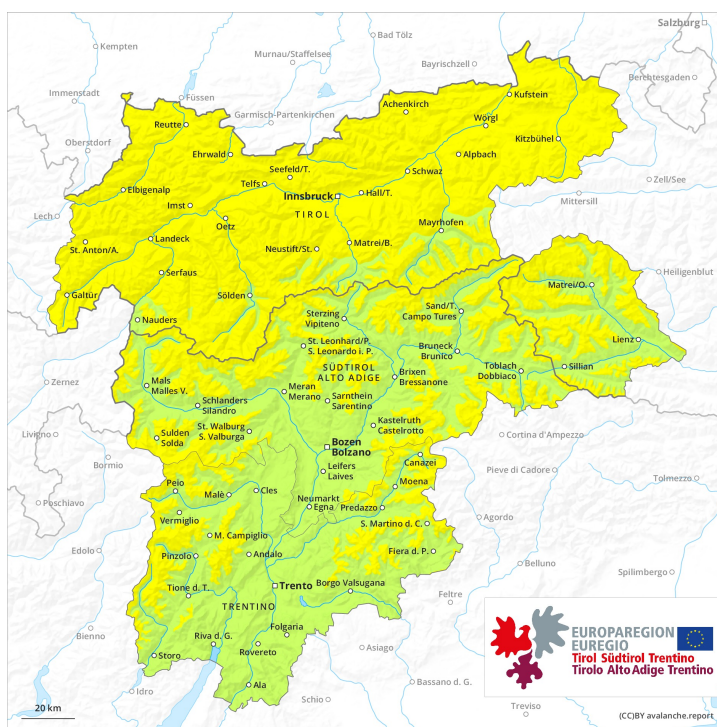 Salzburg
Kempten
Bad Tölz
Murnau/Staffelsee
Bayrischzell
Berchtesgaden
Immenstadt
Füssen
Kufstein
Achenkirch
Garmisch-Partenkirchen
Wörgl
Reutte
Oberstdorf
Kitzbühel
Ehrwald
Alpbach
Seefeld/T.
Schwaz
Telfs
Zell/See
Elbigenalp
Innsbruck
Hall/T.
Mittersill
Imst
TIROL
Lech
Oetz
Mayrhofen
St. Anton/A.
Landeck
Neustift/St.
Matrei/B.
Heiligenblut
Serfaus
Matrei/O.
Galtür
Sölden
Sand/T.
Campo Tures
Nauders
Sterzing
Vipiteno
Lienz
St. Leonhard/P.
S. Leonardo i. P.
Bruneck
Brunico
Toblach
Dobbiaco
Sillian
SÜDTIROL
ALTO ADIGE
Brixen
Bressanone
Zernez
Mals
Malles V.
Meran
Merano
Schlanders
Silandro
Sarnthein
Sarentino
St. Walburg
S. Valburga
Kastelruth
Castelrotto
Livigno
Sulden
Solda
Cortina d'Ampezzo
Bozen
Bolzano
Bormio
Canazei
Leifers
Laives
Pieve di Cadore
Tolmezzo
Peio
Moena
Malè
Cles
Poschiavo
Neumarkt
Egna
Predazzo
Vermiglio
Agordo
S. Martino d. C.
M. Campiglio
Edolo
Pinzolo
Andalo
Fiera d. P.
Belluno
Spilimbergo
Tione d. T.
Trento
Borgo Valsugana
Feltre
TRENTINO
Bienno
Folgaria
Riva d. G.
Storo
Rovereto
Asiago
Idro
Ala
Schio
Bassano d. G.
Treviso
EUROPAREGION
EUREGIO
Tirol Südtirol Trentino
Tirolo Alto Adige Trentino
20 km
(CC)BY avalanche.report